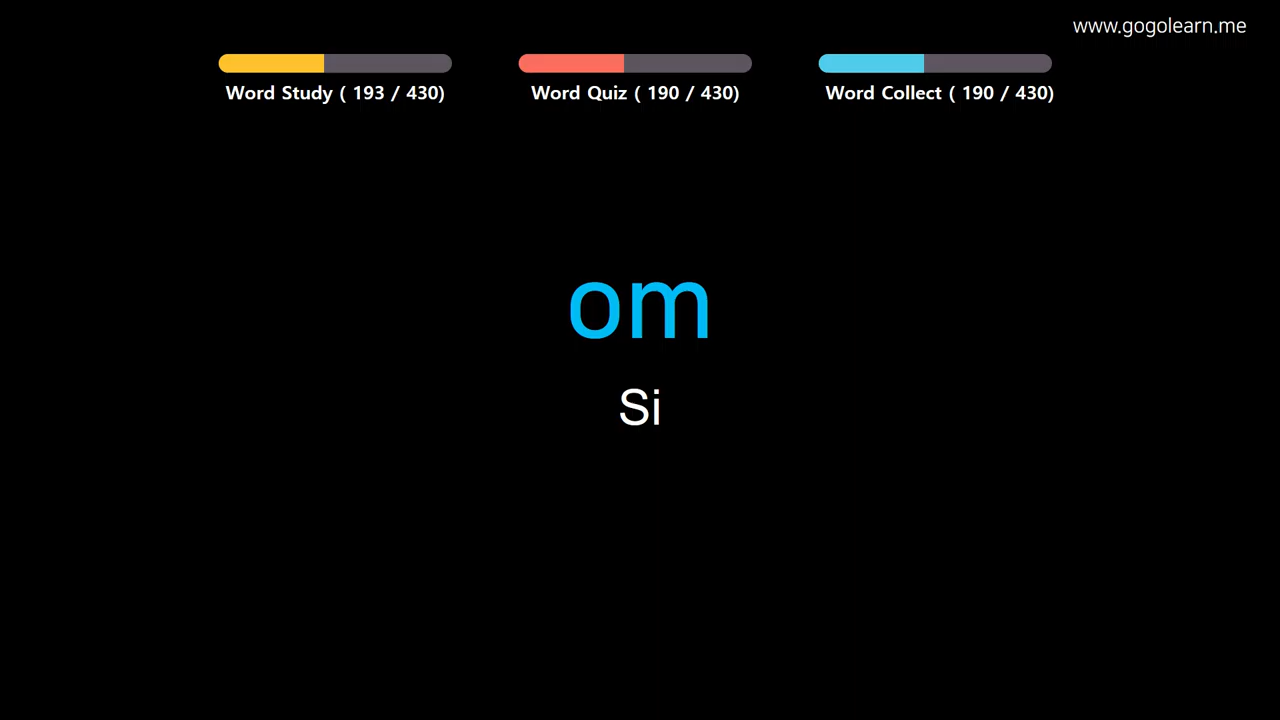 www.gogolearn.me
Word Study ( 193 / 430)
Word Quiz ( 190 / 430)
Word Collect ( 190 / 430)
om
Si